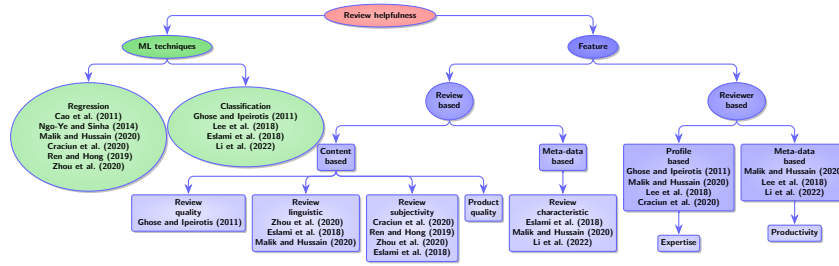 Review helpfulness
ML techniques
Feature
Regression
Cao et al. (2011)
Ngo-Ye and Sinha (2014)
Malik and Hussain (2020)
Craciun et al. (2020)
Ren and Hong (2019)
Zhou et al. (2020)
Classification
Ghose and Ipeirotis (2011)
Lee et al. (2018)
Eslami et al. (2018)
Li et al. (2022)
Review
based
Reviewer
based
Content
based
Meta-data
based
Profile
based
Ghose and Ipeirotis (2011)
Malik and Hussain (2020)
Lee et al. (2018)
Craciun et al. (2020)
Meta-data
based
Malik and Hussain (2020)
Lee et al. (2018)
Li et al. (2022)
Review
quality
Ghose and Ipeirotis (2011)
Review
linguistic
Zhou et al. (2020)
Eslami et al. (2018)
Malik and Hussain (2020)
Review
subjectivity
Craciun et al. (2020)
Ren and Hong (2019)
Zhou et al. (2020)
Eslami et al. (2018)
Product
quality
Review
characteristic
Eslami et al. (2018)
Malik and Hussain (2020)
Li et al. (2022)
Expertise
Productivity